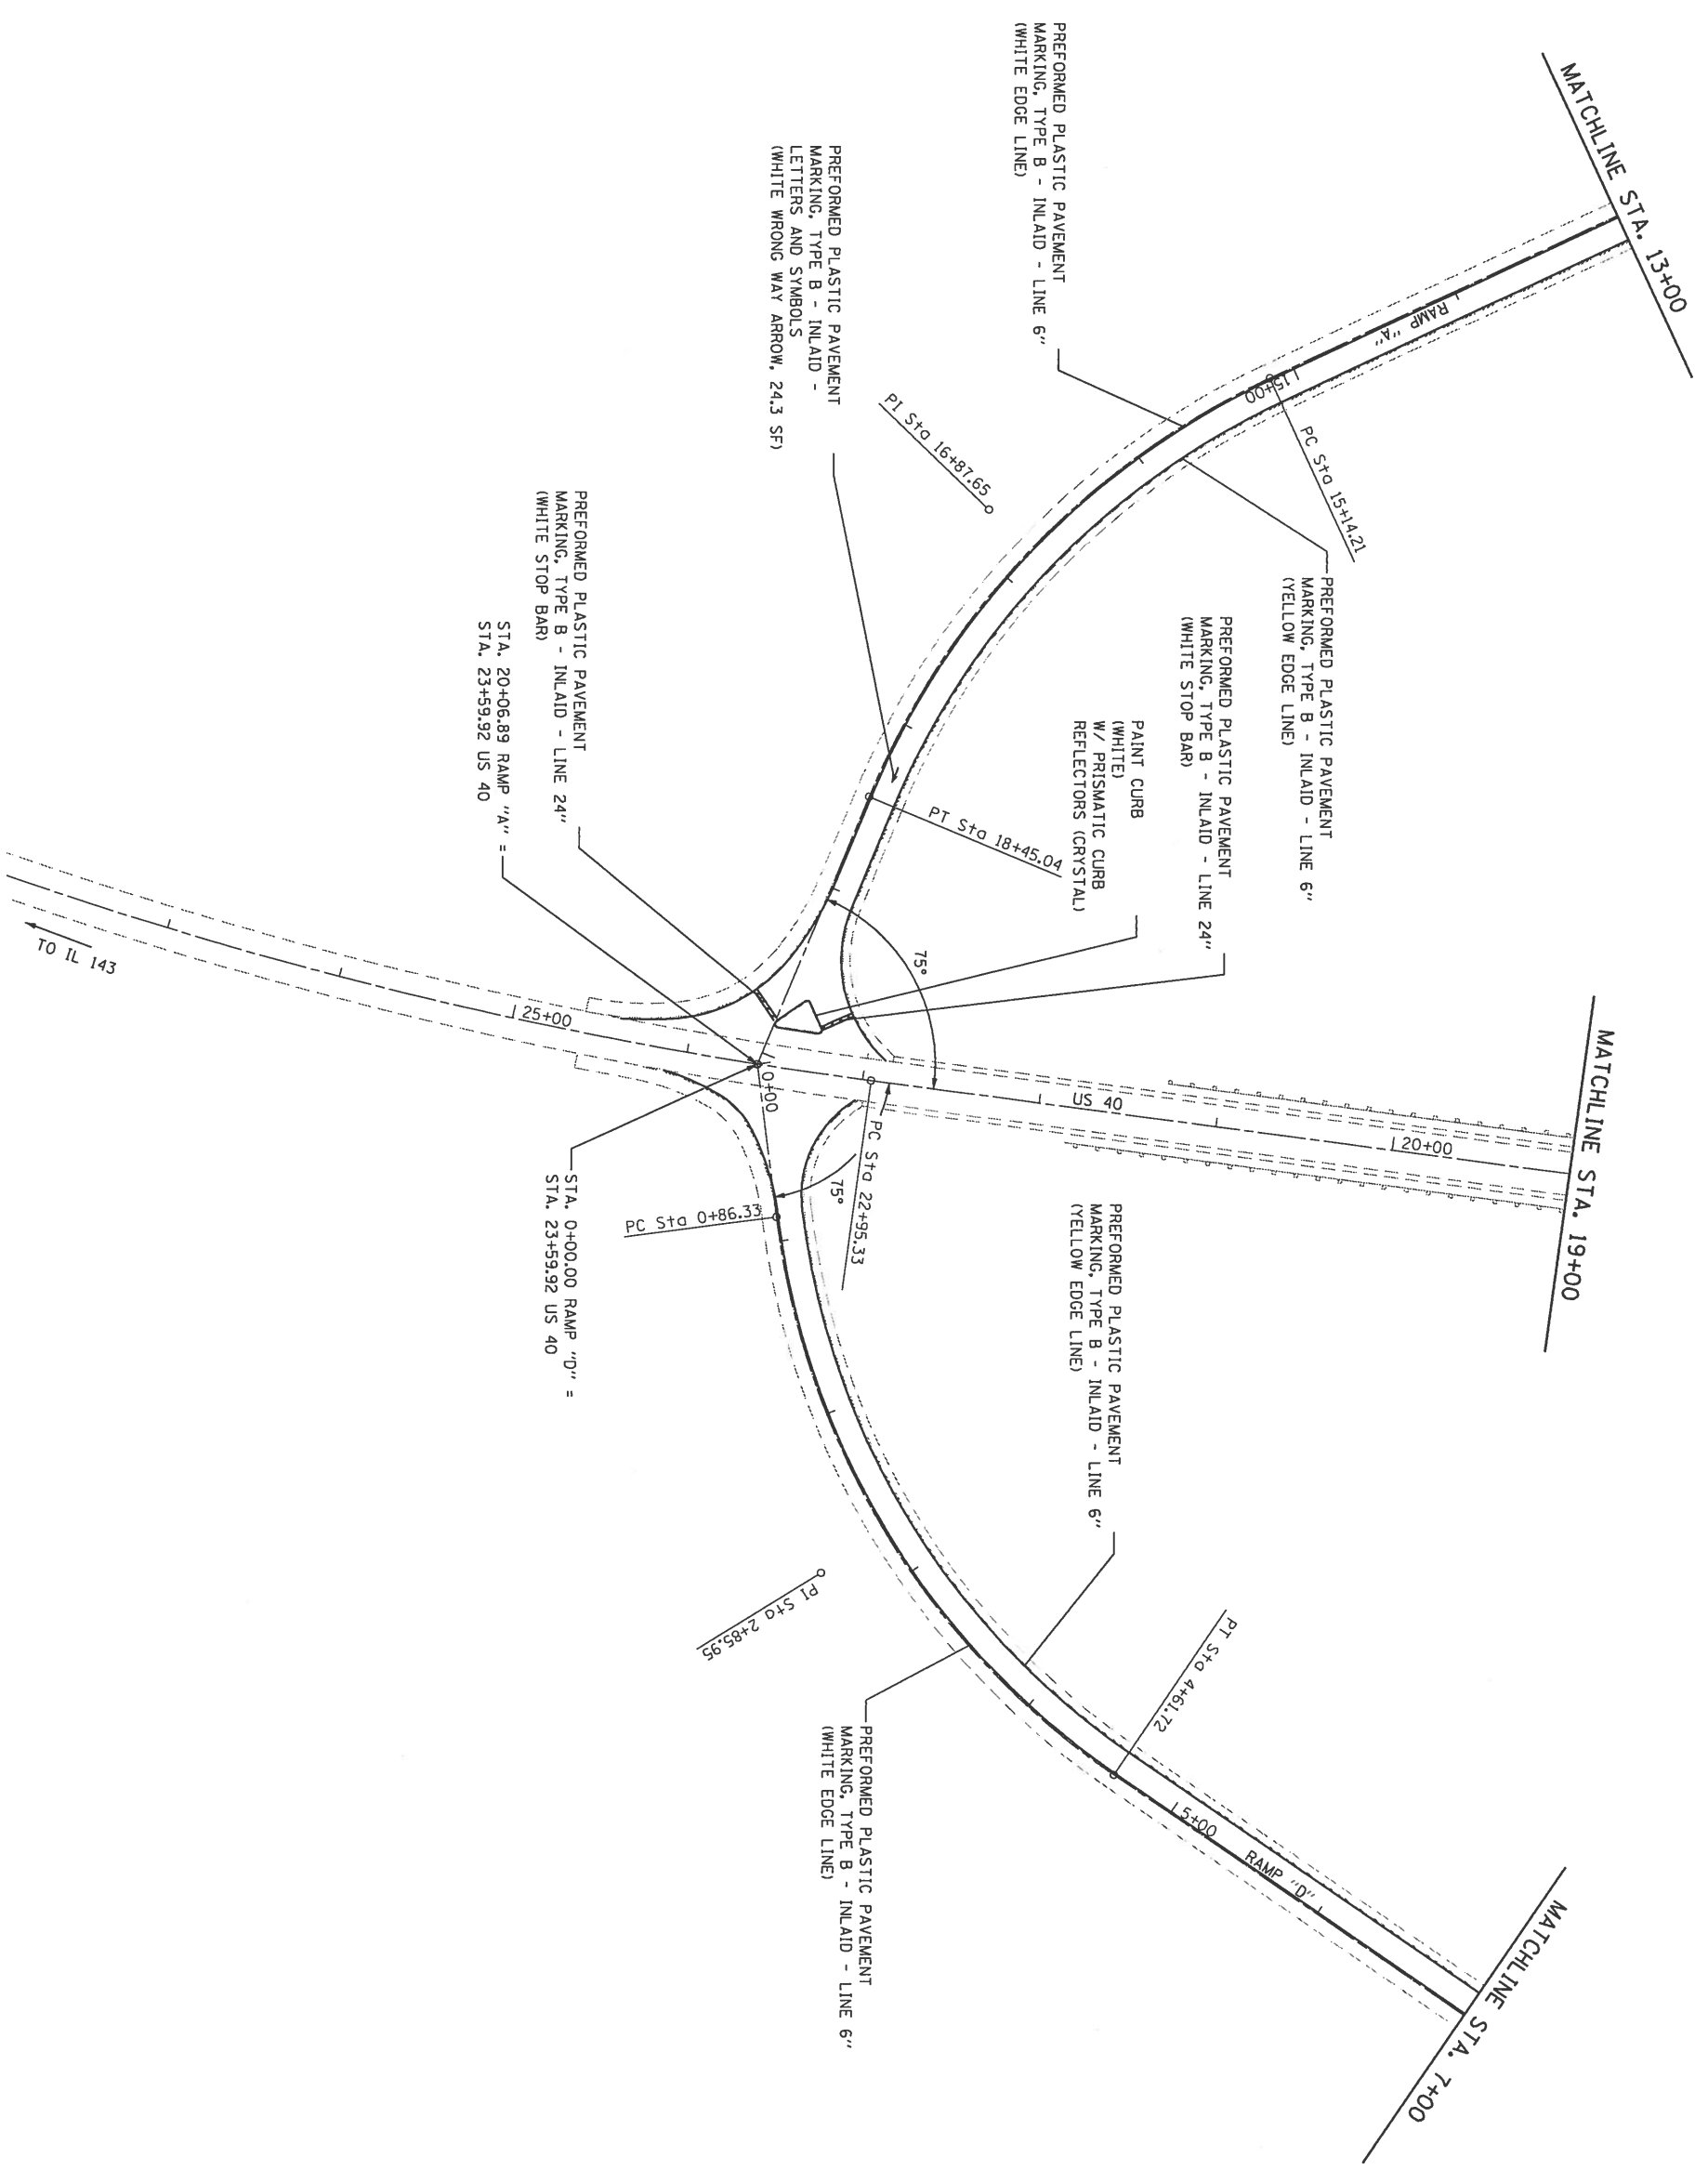 MATCHLINE STA. 13+00
RAMP "A"
15+00
PC Sta 15+14.21
PREFORMED PLASTIC PAVEMENT
MARKING, TYPE B - INLAID - LINE 6"
(WHITE EDGE LINE)
PREFORMED PLASTIC PAVEMENT
MARKING, TYPE B - INLAID - LINE 6"
(YELLOW EDGE LINE)
PI Sta 16+87.65
PREFORMED PLASTIC PAVEMENT
MARKING, TYPE B - INLAID -
LETTERS AND SYMBOLS
(WHITE WRONG WAY ARROW, 24.3 SF)
PREFORMED PLASTIC PAVEMENT
MARKING, TYPE B - INLAID - LINE 24"
(WHITE STOP BAR)
PAINT CURB
(WHITE)
W/ PRISMATIC CURB
REFLECTORS (CRYSTAL)
PT Sta 18+45.04
PREFORMED PLASTIC PAVEMENT
MARKING, TYPE B - INLAID - LINE 24"
(WHITE STOP BAR)
STA. 20+06.89 RAMP "A" =
STA. 23+59.92 US 40
75°
MATCHLINE STA. 19+00
20+00
US 40
0+00
25+00
TO IL 143
PC Sta 22+95.33
75°
PC Sta 0+86.33
STA. 0+00.00 RAMP "D" =
STA. 23+59.92 US 40
PREFORMED PLASTIC PAVEMENT
MARKING, TYPE B - INLAID - LINE 6"
(YELLOW EDGE LINE)
PI Sta 2+85.95
PT Sta 4+61.72
PREFORMED PLASTIC PAVEMENT
MARKING, TYPE B - INLAID - LINE 6"
(WHITE EDGE LINE)
5+00
RAMP "D"
MATCHLINE STA. 7+00